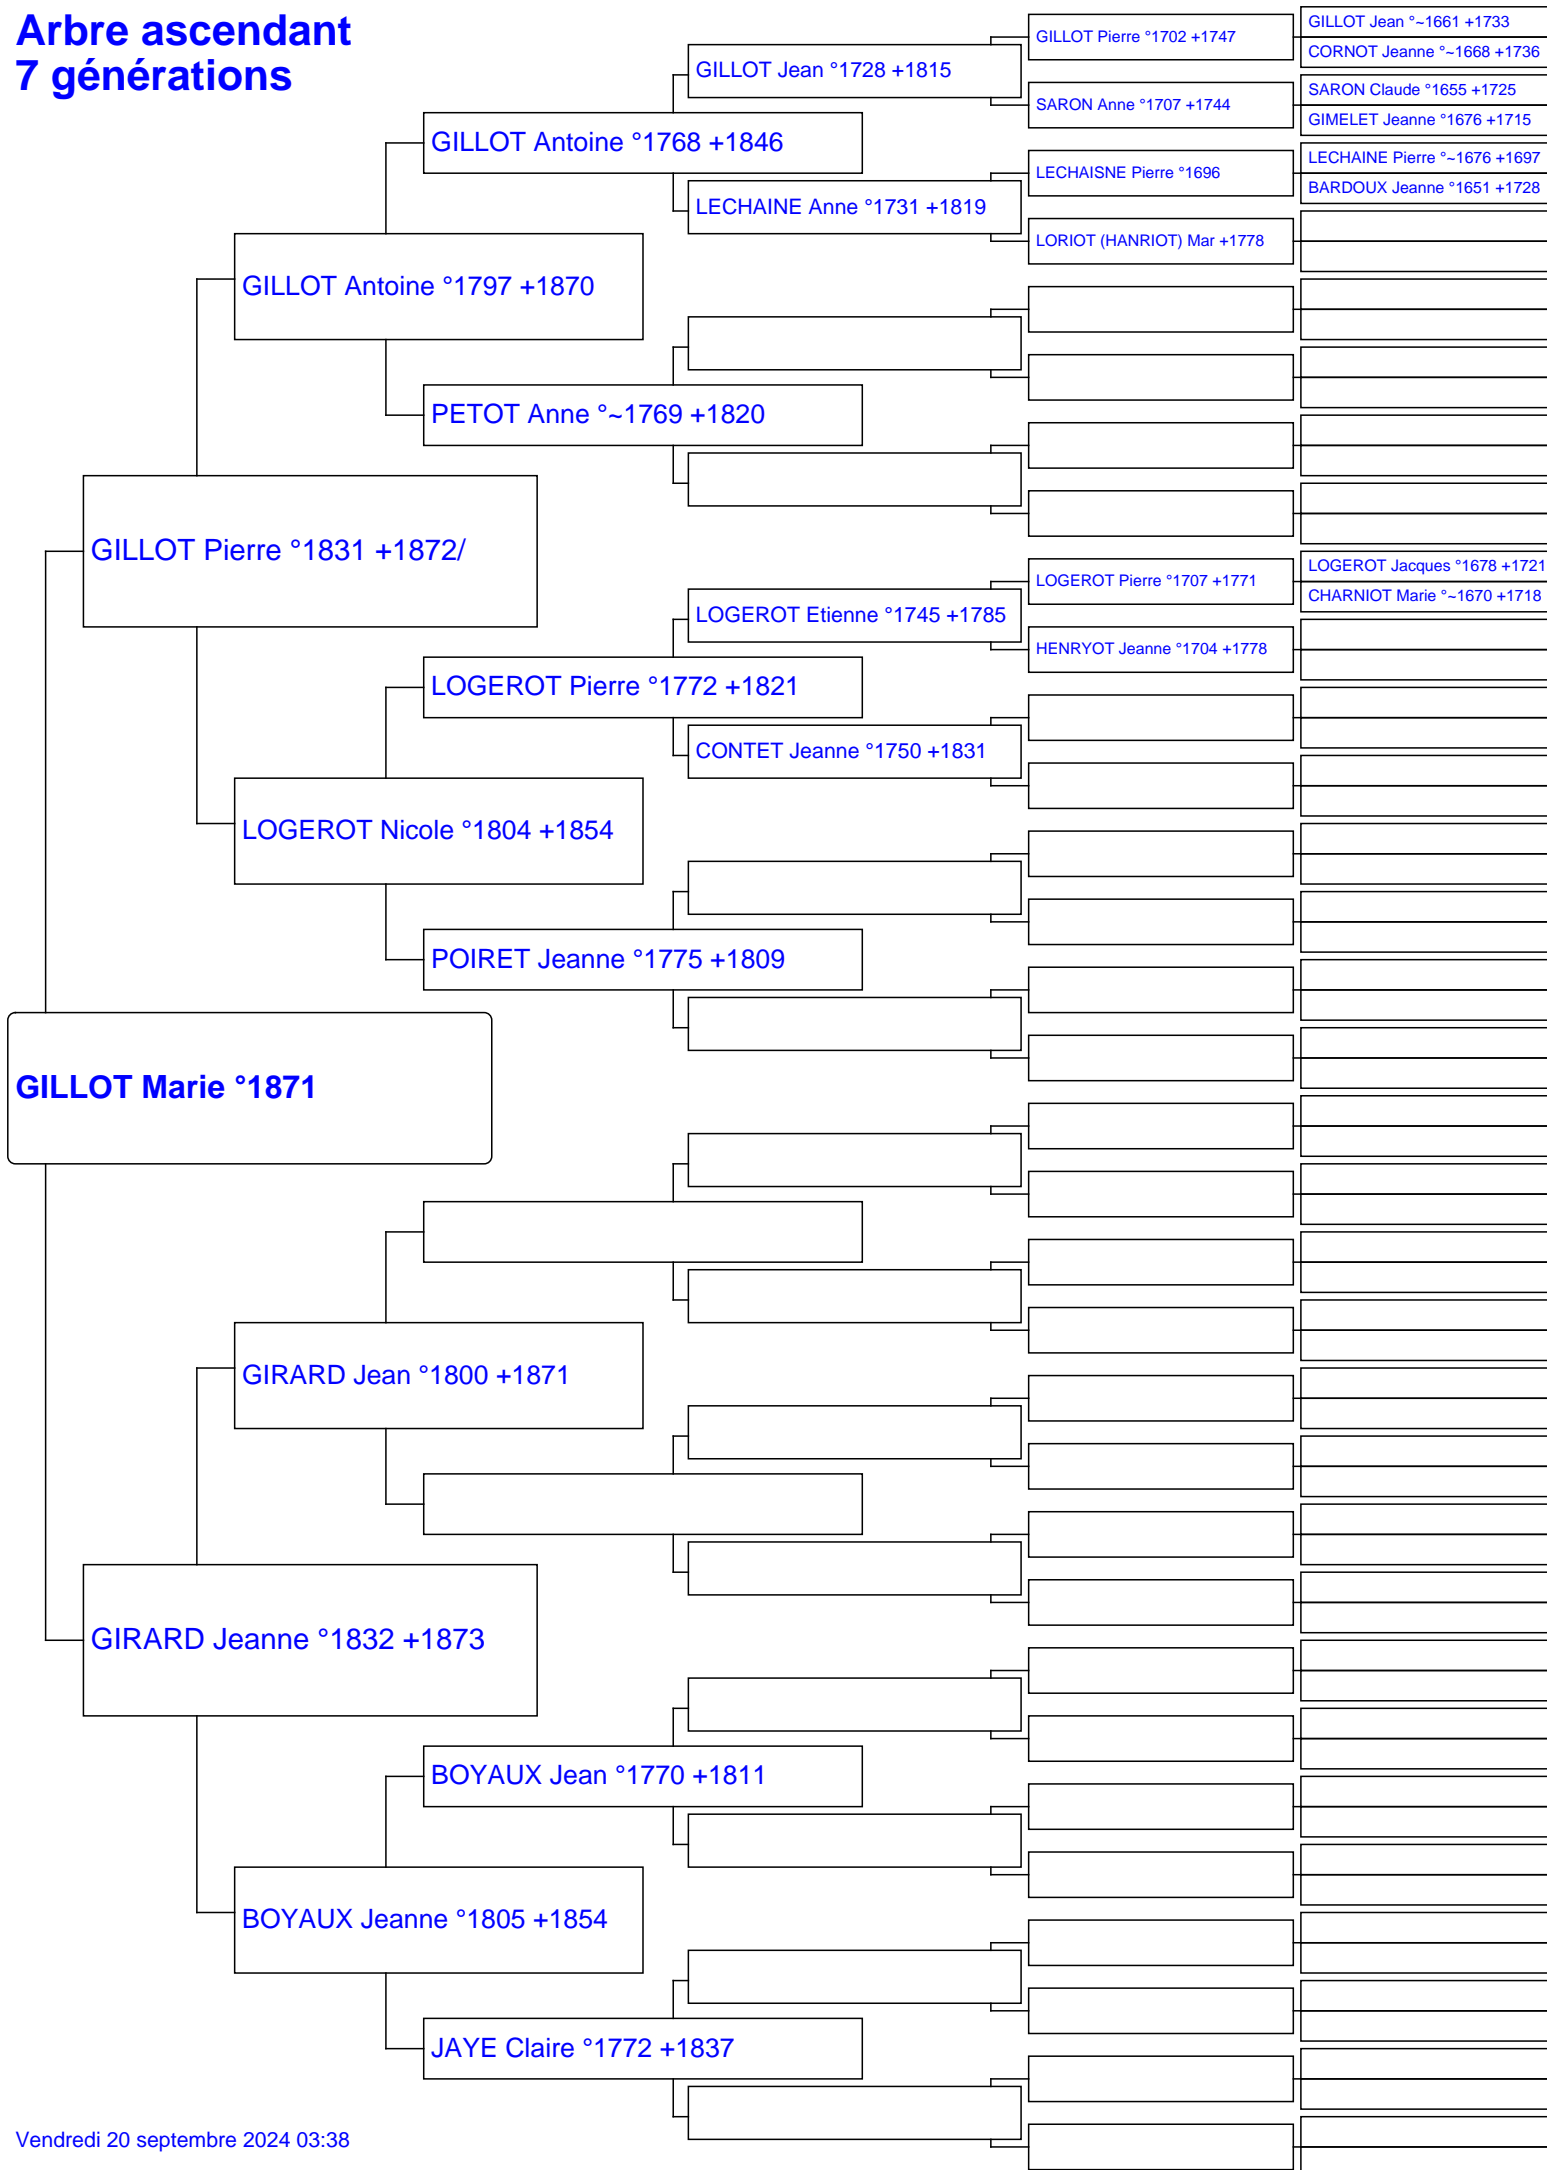 Arbre ascendant
7 générations
GILLOT Marie °1871
GILLOT Pierre °1831 +1872/
GIRARD Jeanne °1832 +1873
GILLOT Antoine °1797 +1870
LOGEROT Nicole °1804 +1854
GIRARD Jean °1800 +1871
BOYAUX Jeanne °1805 +1854
GILLOT Antoine °1768 +1846
PETOT Anne °~1769 +1820
LOGEROT Pierre °1772 +1821
POIRET Jeanne °1775 +1809
BOYAUX Jean °1770 +1811
JAYE Claire °1772 +1837
GILLOT Jean °1728 +1815
LECHAINE Anne °1731 +1819
LOGEROT Etienne °1745 +1785
CONTET Jeanne °1750 +1831
GILLOT Pierre °1702 +1747
SARON Anne °1707 +1744
LECHAISNE Pierre °1696
LORIOT (HANRIOT) Mar +1778
LOGEROT Pierre °1707 +1771
HENRYOT Jeanne °1704 +1778
GILLOT Jean °~1661 +1733
CORNOT Jeanne °~1668 +1736
SARON Claude °1655 +1725
GIMELET Jeanne °1676 +1715
LECHAINE Pierre °~1676 +1697
BARDOUX Jeanne °1651 +1728
LOGEROT Jacques °1678 +1721
CHARNIOT Marie °~1670 +1718
Vendredi 20 septembre 2024 03:38